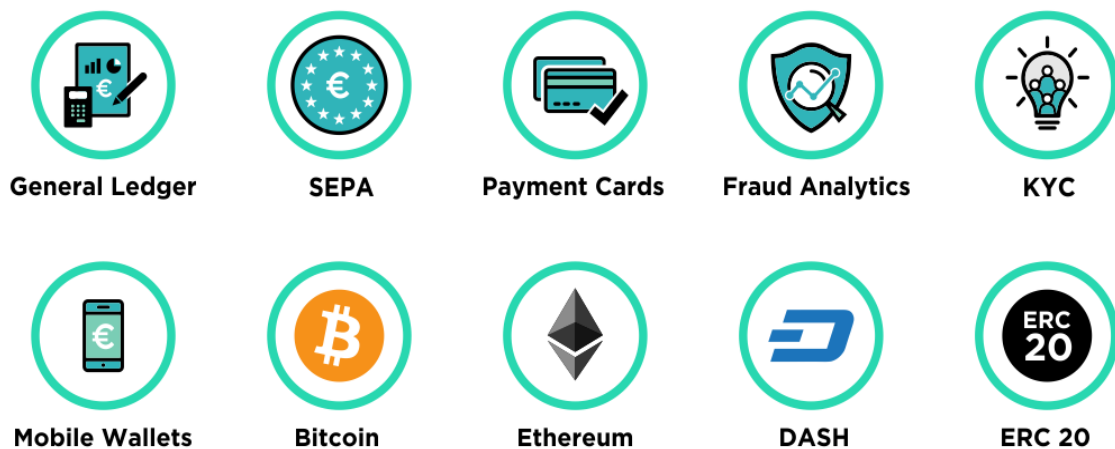 General Ledger
SEPA
Payment Cards
Fraud Analytics
KYC
ERC
20
Mobile Wallets
Bitcoin
Ethereum
DASH
ERC 20